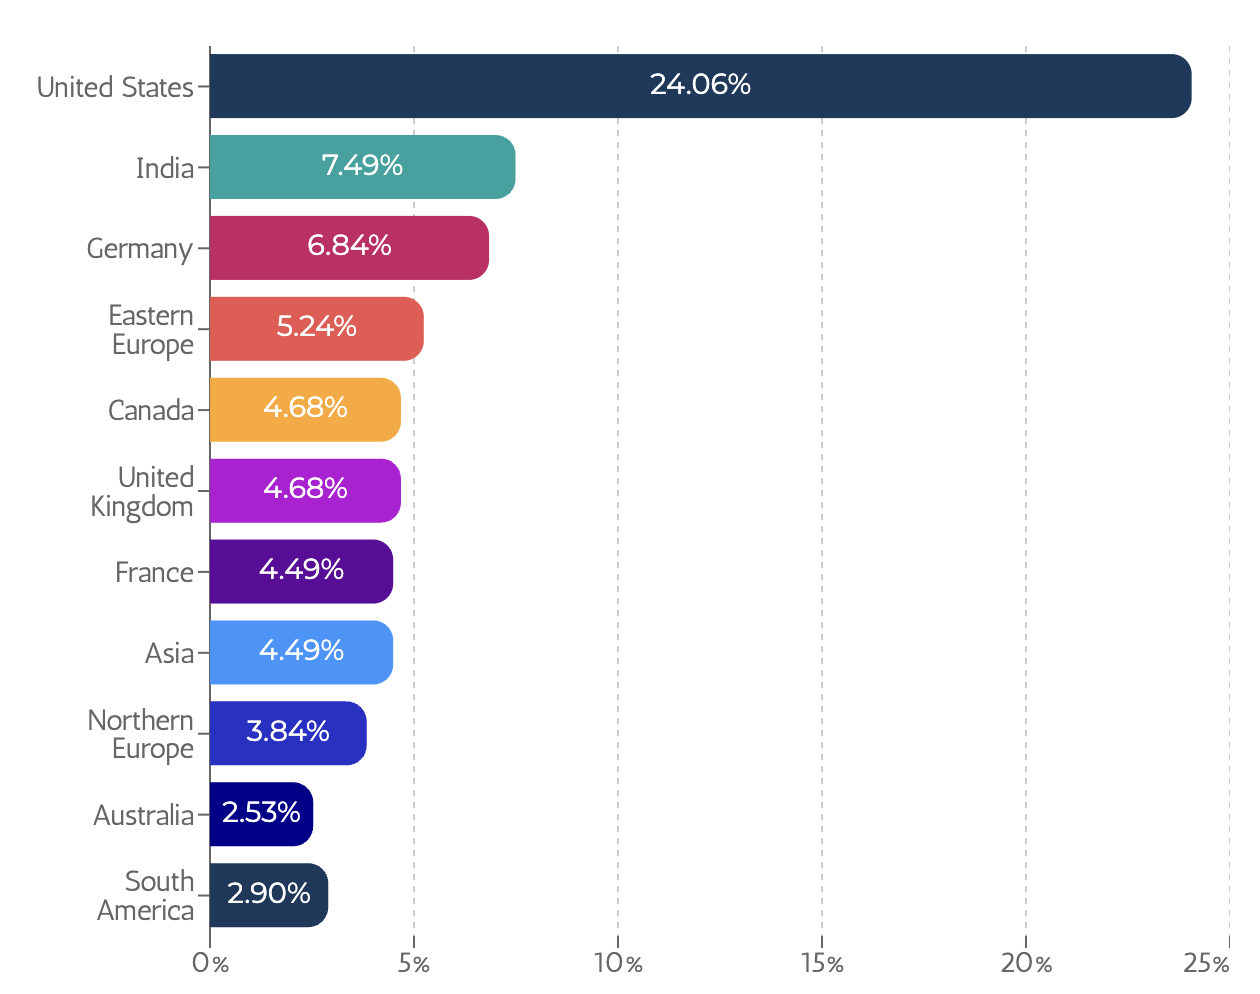 United States
24.06%
India
7.49%
Germany
6.84%
Eastern
Europe
5.24%
Canada
4.68%
United
Kingdom
4.68%
France
4.49%
Asia
4.49%
Northern
Europe
3.84%
Australia
2.53%
South
America
2.90%
0% 5% 10% 15% 20% 25%